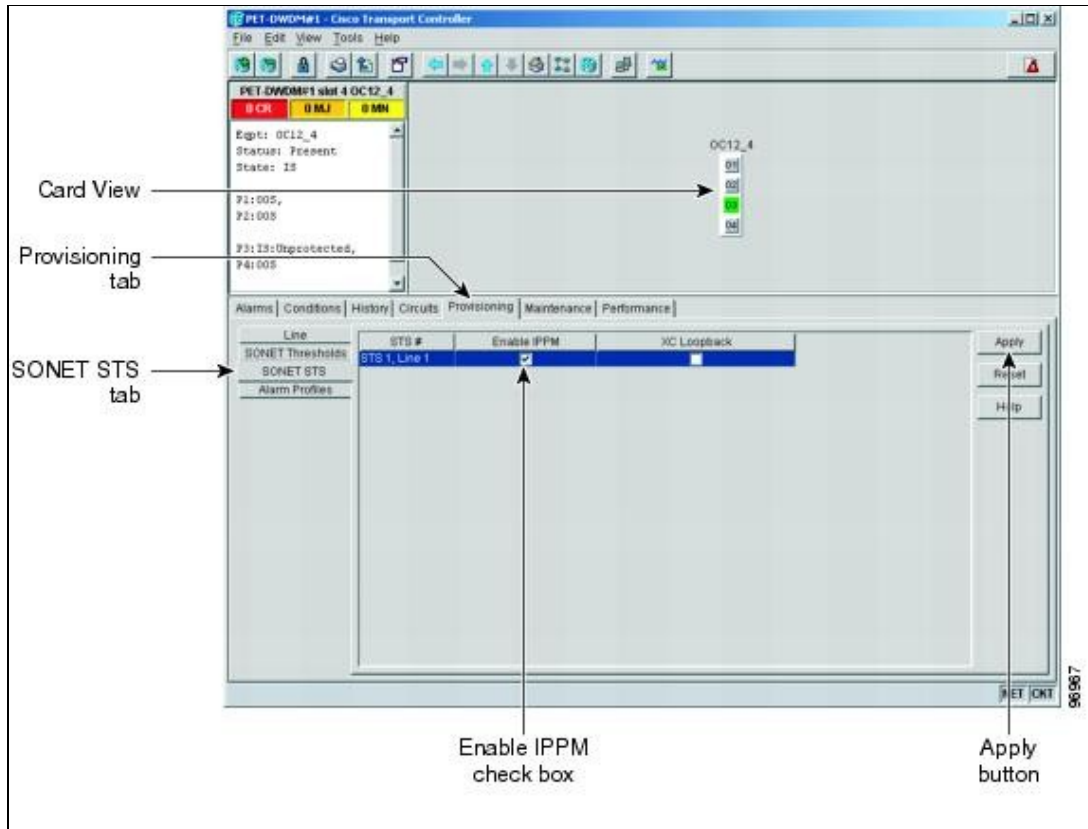 PET-DWDM#1 - Cisco Transport Controller
File Edit View Tools Help
PET-DWDM#1 slot 4 OC12_4
0 CR 0 MJ 0 MN
Eqpt: OC12_4
Status: Present
State: IS
P1:OOS,
P2:OOS
P3:IS:Unprotected,
P4:OOS
OC12_4
01
02
03
04
Card View
Provisioning
tab
Alarms Conditions History Circuits Provisioning Maintenance Performance
Line
SONET Thresholds
SONET STS
Alarm Profiles
SONET STS
tab
STS # Enable IPPM XC Loopback
STS 1, Line 1
Apply
Reset
Help
NET CKT
96967
Enable IPPM
check box
Apply
button